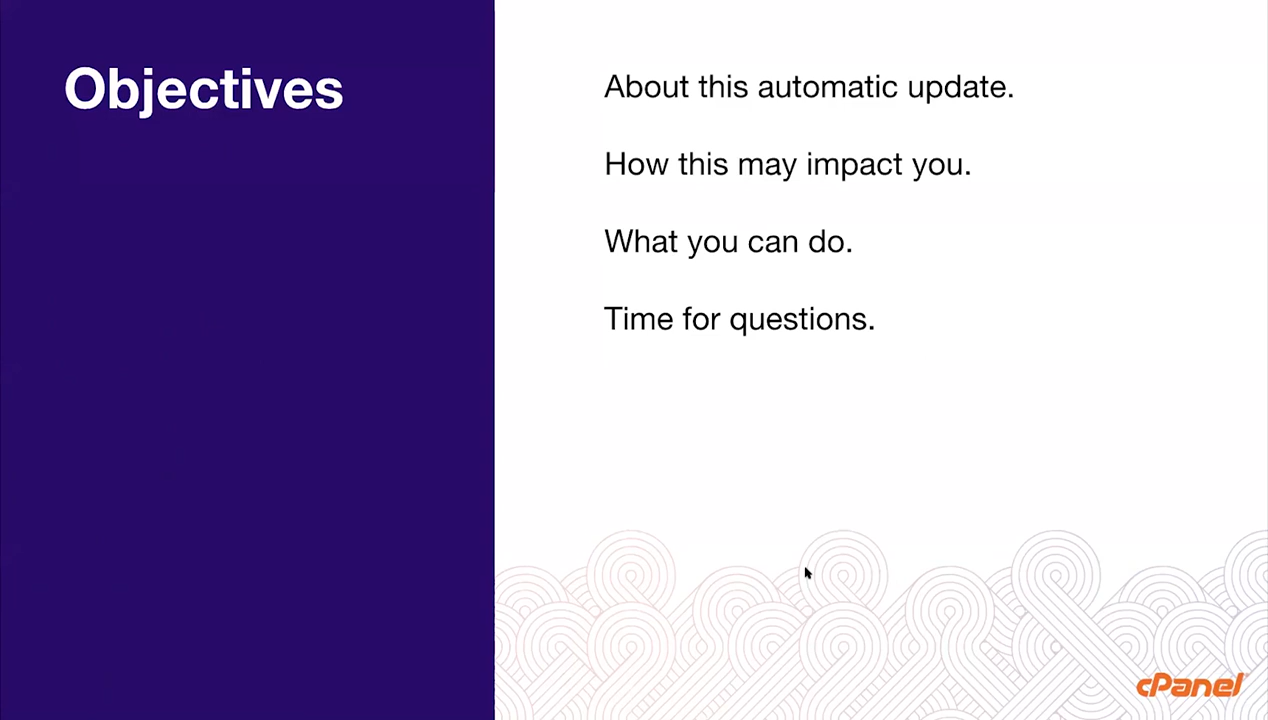 Objectives
About this automatic update.
How this may impact you.
What you can do.
Time for questions.
cPanel